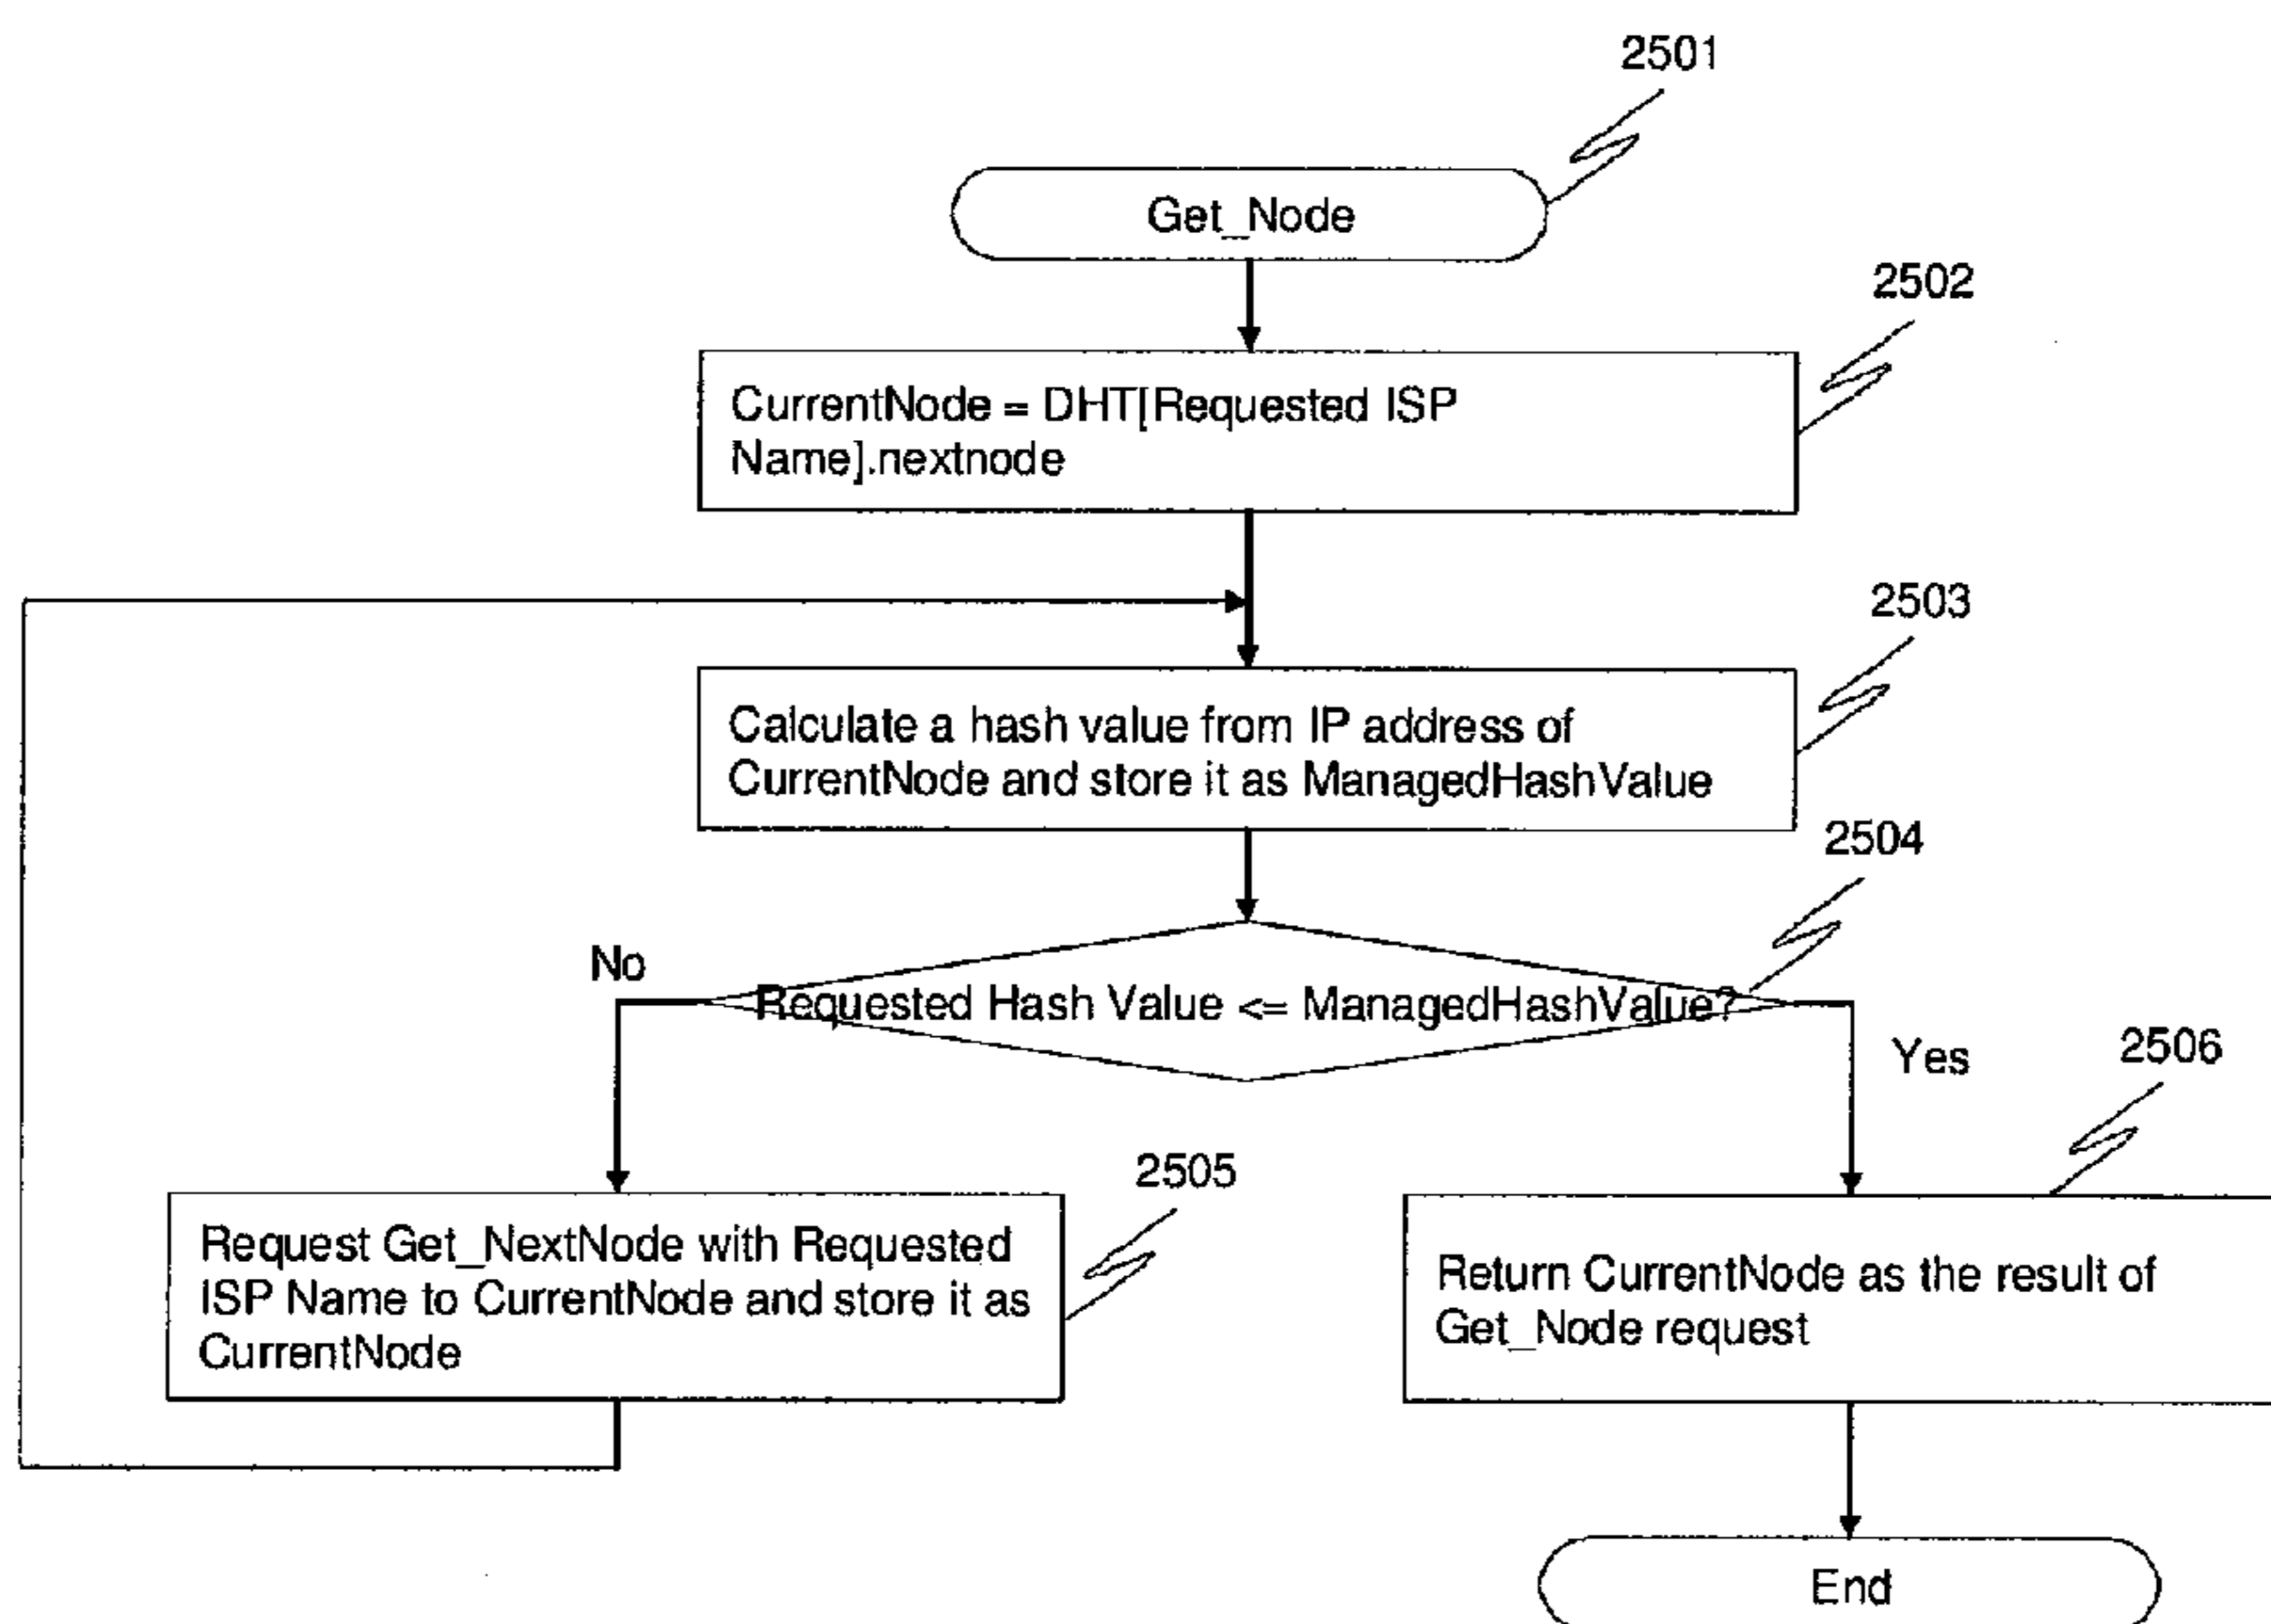 2501
Get_Node
2502
CurrentNode = DHT[Requested ISP
Name].nextnode
2503
Calculate a hash value from IP address of
CurrentNode and store it as ManagedHashValue
2504
No
Requested Hash Value <= ManagedHashValue?
Yes
2506
2505
Request Get_NextNode with Requested
ISP Name to CurrentNode and store it as
CurrentNode
Return CurrentNode as the result of
Get_Node request
End